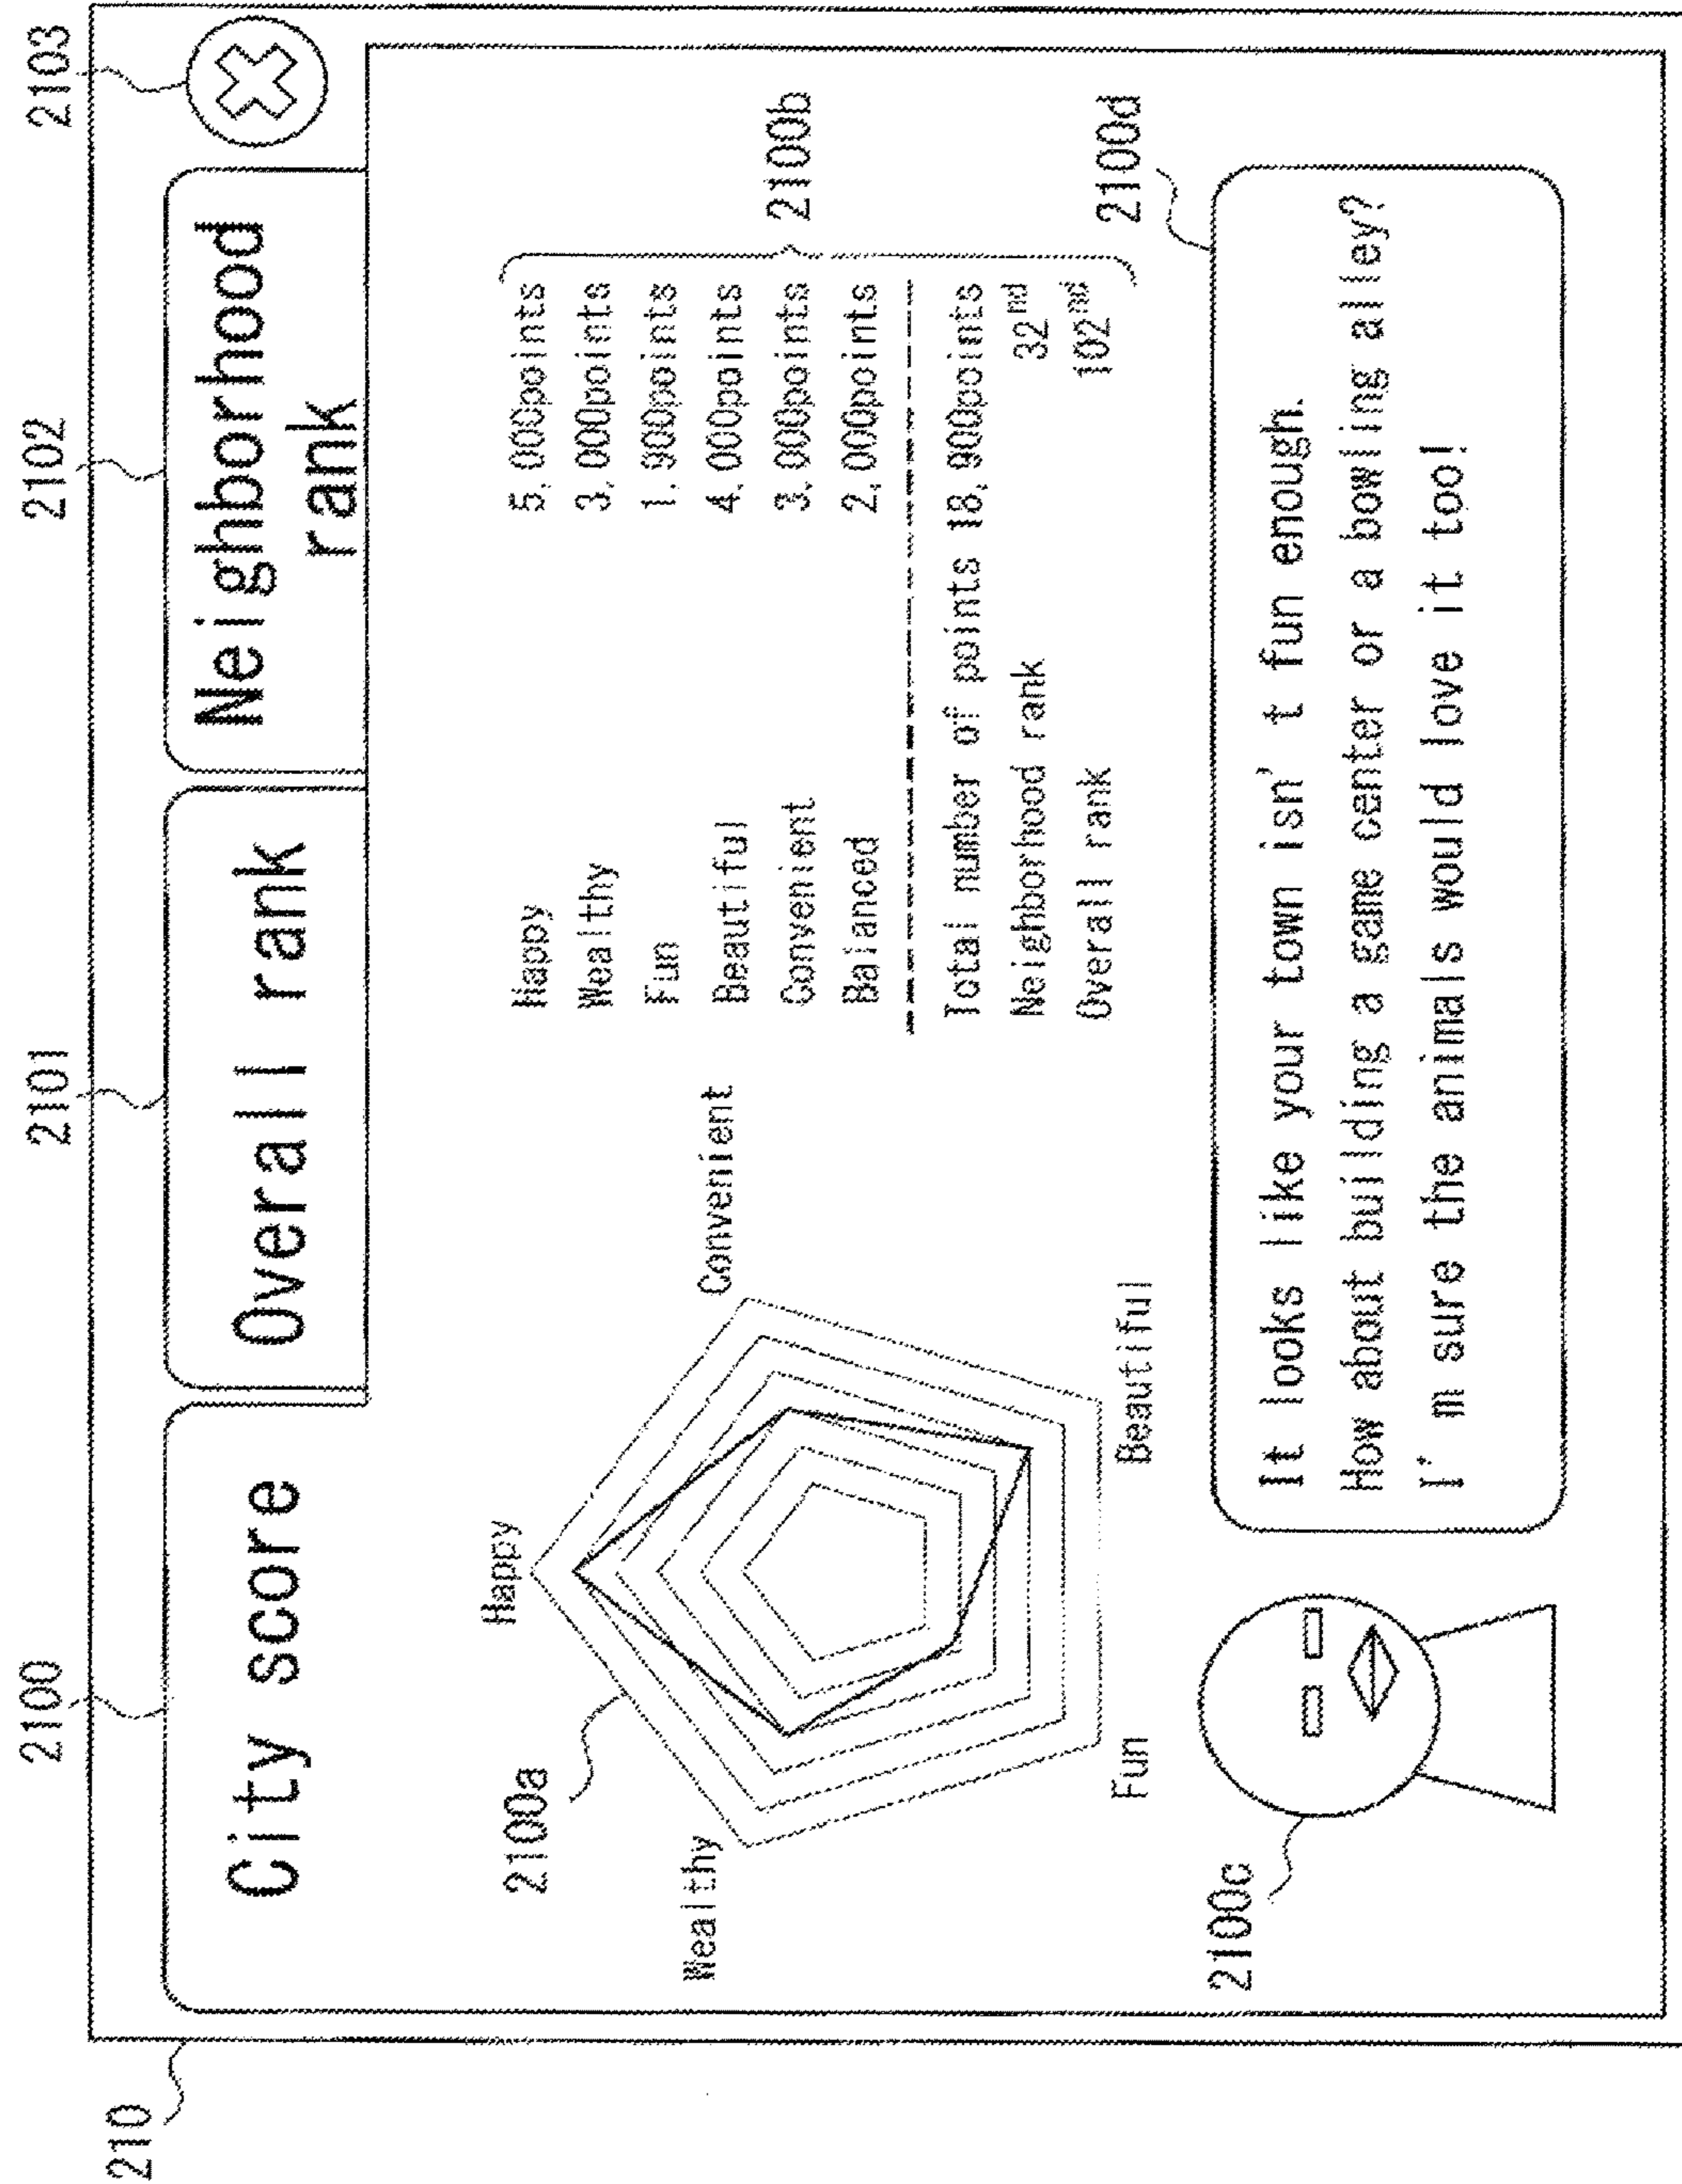 210
2100
2101
2102
2103
City score
Overall rank
Neighborhood
rank
2100a
Happy
Wealthy
Convenient
Fun
Beautiful
Happy 5,000points
Wealthy 3,000points
Fun 1,900points
Beautiful 4,000points
Convenient 3,000points
Balanced 2,000points
Total number of points 18,900points
Neighborhood rank 32nd
Overall rank 102nd
2100b
2100c
2100d
It looks like your town isn't fun enough.
How about building a game center or a bowling alley?
I'm sure the animals would love it too!